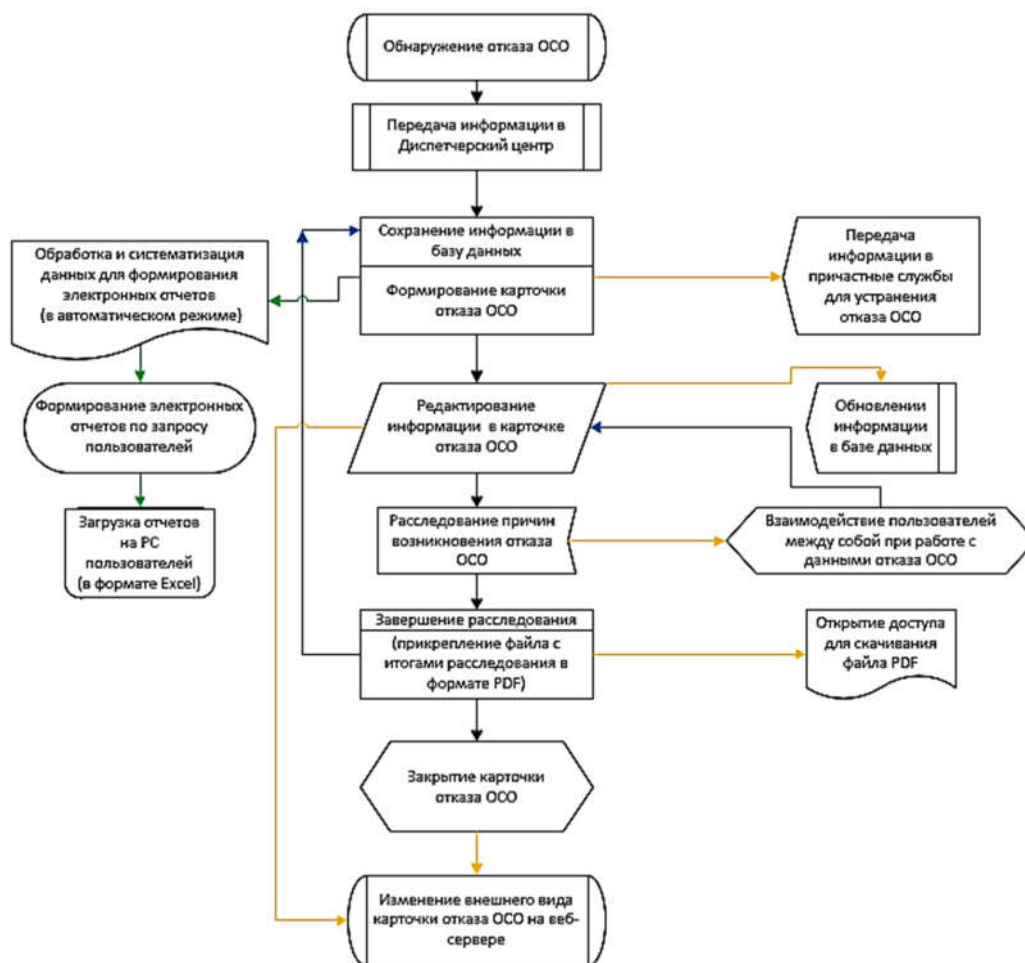 Обнаружение отказа ОСО
Передача информации в
Диспетчерский центр
Сохранение информации в
базу данных
Формирование карточки
отказа ОСО
Обработка и систематизация
данных для формирования
электронных отчетов
(в автоматическом режиме)
Передача
информации в
причастные службы
для устранения
отказа ОСО
Формирование электронных
отчетов по запросу
пользователей
Редактирование
информации в карточке
отказа ОСО
Обновлении
информации
в базе данных
Загрузка отчетов
на PC
пользователей
(в формате Excel)
Расследование причин
возникновения отказа
ОСО
Взаимодействие пользователей
между собой при работе с
данными отказа ОСО
Завершение расследования
(прикрепление файла с
итогами расследования в
формате PDF)
Открытие доступа
для скачивания
файла PDF
Закрытие карточки
отказа ОСО
Изменение внешнего вида
карточки отказа ОСО на веб-
сервере